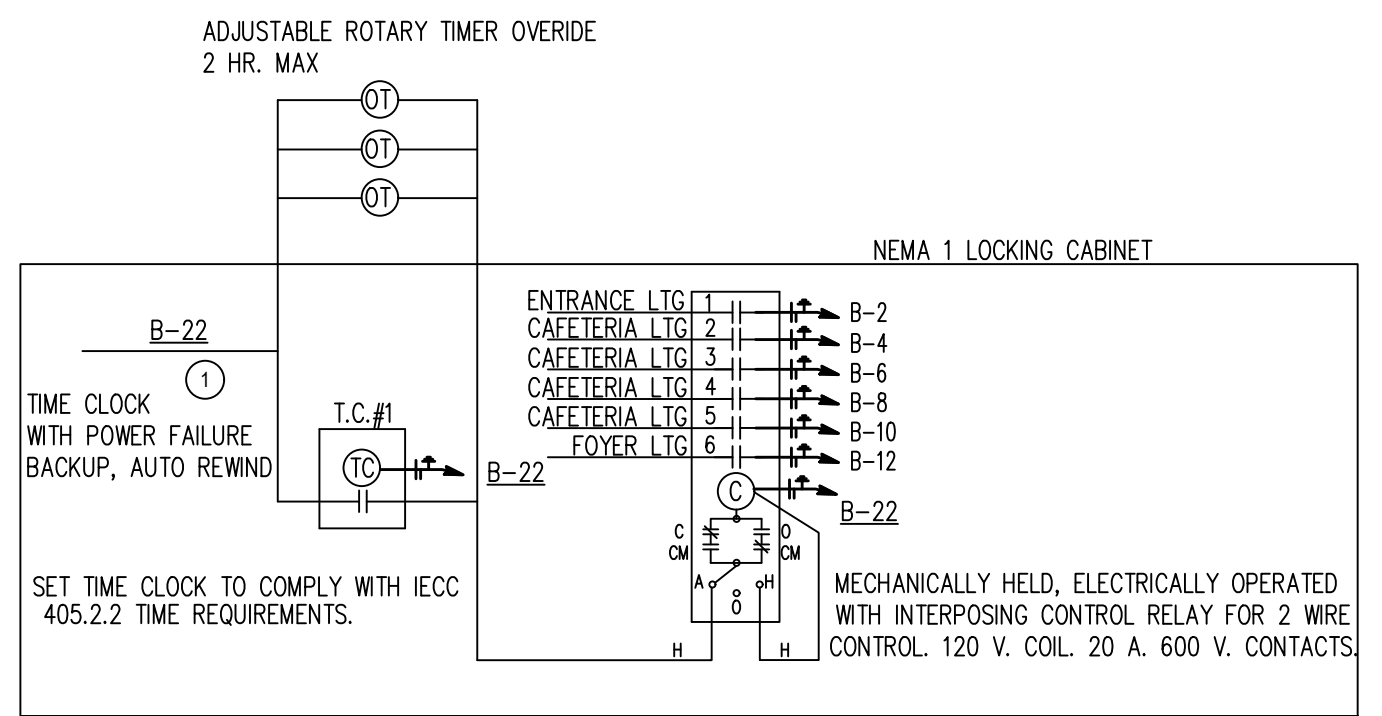 ADJUSTABLE ROTARY TIMER OVERIDE
2 HR. MAX
OT
OT
OT
NEMA 1 LOCKING CABINET
B-22
1
TIME CLOCK
WITH POWER FAILURE
BACKUP, AUTO REWIND
T.C.#1
TC
B-22
ENTRANCE LTG 1 B-2
CAFETERIA LTG 2 B-4
CAFETERIA LTG 3 B-6
CAFETERIA LTG 4 B-8
CAFETERIA LTG 5 B-10
FOYER LTG 6 B-12
C
B-22
C O
CM CM
A H
O
H H
SET TIME CLOCK TO COMPLY WITH IECC
405.2.2 TIME REQUIREMENTS.
MECHANICALLY HELD, ELECTRICALLY OPERATED
WITH INTERPOSING CONTROL RELAY FOR 2 WIRE
CONTROL. 120 V. COIL. 20 A. 600 V. CONTACTS.